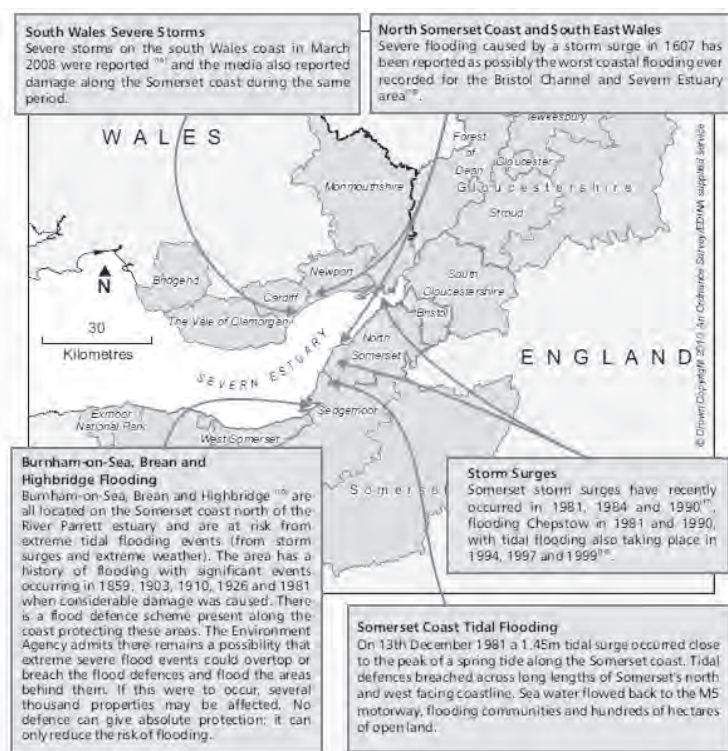 South Wales Severe Storms
Severe storms on the south Wales coast in March
2008 were reported and the media also reported
damage along the Somerset coast during the same
period.
North Somerset Coast and South East Wales
Severe flooding caused by a storm surge in 1607 has
been reported as possibly the worst coastal flooding ever
recorded for the Bristol Channel and Severn Estuary
area.
WALES
Tewkesbury
Forest
of
Dean
Gloucester
Gloucestershire
Monmouthshire
Stroud
Newport
South
Gloucestershire
Bridgend
Cardiff
N
The Vale of Glamorgan
Bristol
30
Kilometres
North
Somerset
SEVERN ESTUARY
ENGLAND
© Crown Copyright 2010. An Ordnance Survey/EDINA supplied service
Exmoor
National Park
West Somerset
Sedgemoor
Somerset
Burnham-on-Sea, Brean and
Highbridge Flooding
Burnham-on-Sea, Brean and Highbridge are
all located on the Somerset coast north of the
River Parrett estuary and are at risk from
extreme tidal flooding events (from storm
surges and extreme weather). The area has a
history of flooding with significant events
occurring in 1859, 1903, 1910, 1926 and 1981
when considerable damage was caused. There
is a flood defence scheme present along the
coast protecting these areas. The Environment
Agency admits there remains a possibility that
extreme severe flood events could overtop or
breach the flood defences and flood the areas
behind them. If this were to occur, several
thousand properties may be affected. No
defence can give absolute protection: it can
only reduce the risk of flooding.
Storm Surges
Somerset storm surges have recently
occurred in 1981, 1984 and 1990,
flooding Chepstow in 1981 and 1990,
with tidal flooding also taking place in
1994, 1997 and 1999.
Somerset Coast Tidal Flooding
On 13th December 1981 a 1.45m tidal surge occurred close
to the peak of a spring tide along the Somerset coast. Tidal
defences breached across long lengths of Somerset's north
and west facing coastline. Sea water flowed back to the M5
motorway, flooding communities and hundreds of hectares
of open land.